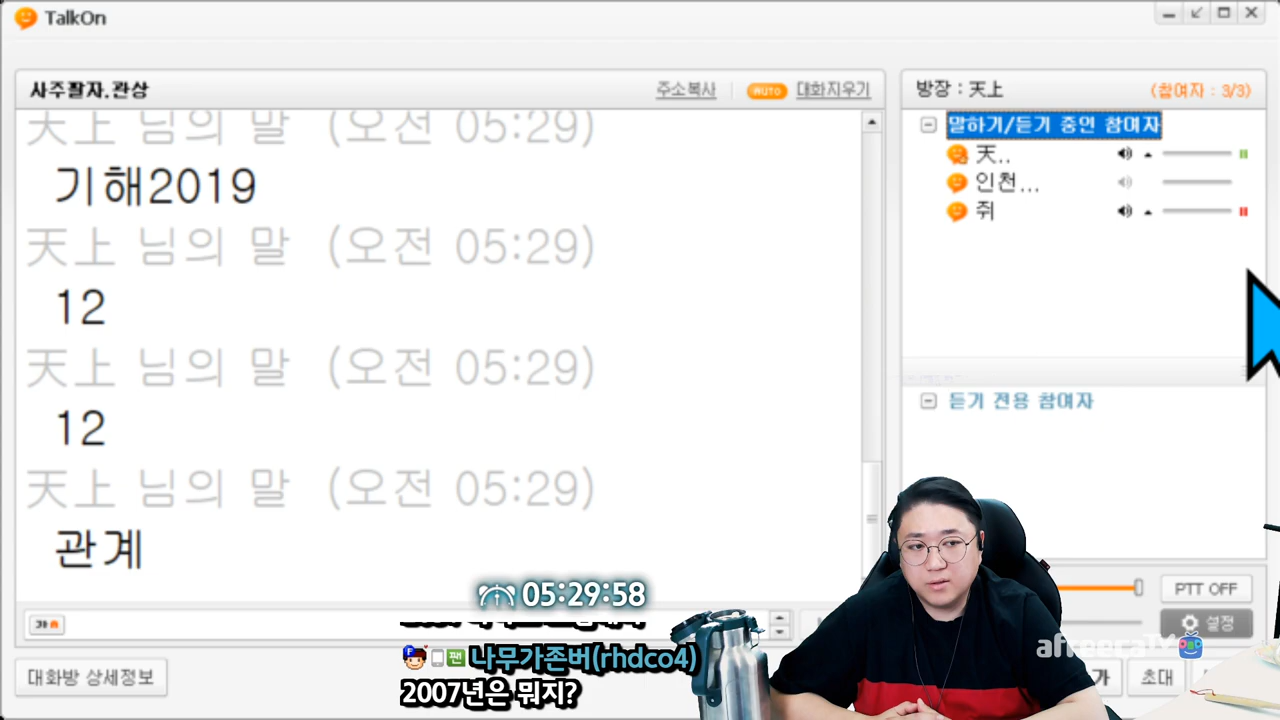 TalkOn
사주팔자.관상
주소복사
AUTO
대화지우기
天上 님의 말 (오전 05:29)
기해2019
天上 님의 말 (오전 05:29)
12
天上 님의 말 (오전 05:29)
12
天上 님의 말 (오전 05:29)
관계
방장 : 天上
(참여자 : 3/3)
말하기/듣기 중인 참여자
天..
인천...
쥐
듣기 전용 참여자
PTT OFF
설정
05:29:58
가
대화방 상세정보
팬 나무가존버(rhdco4)
2007년은 뭐지?
afreecaTV
가
초대